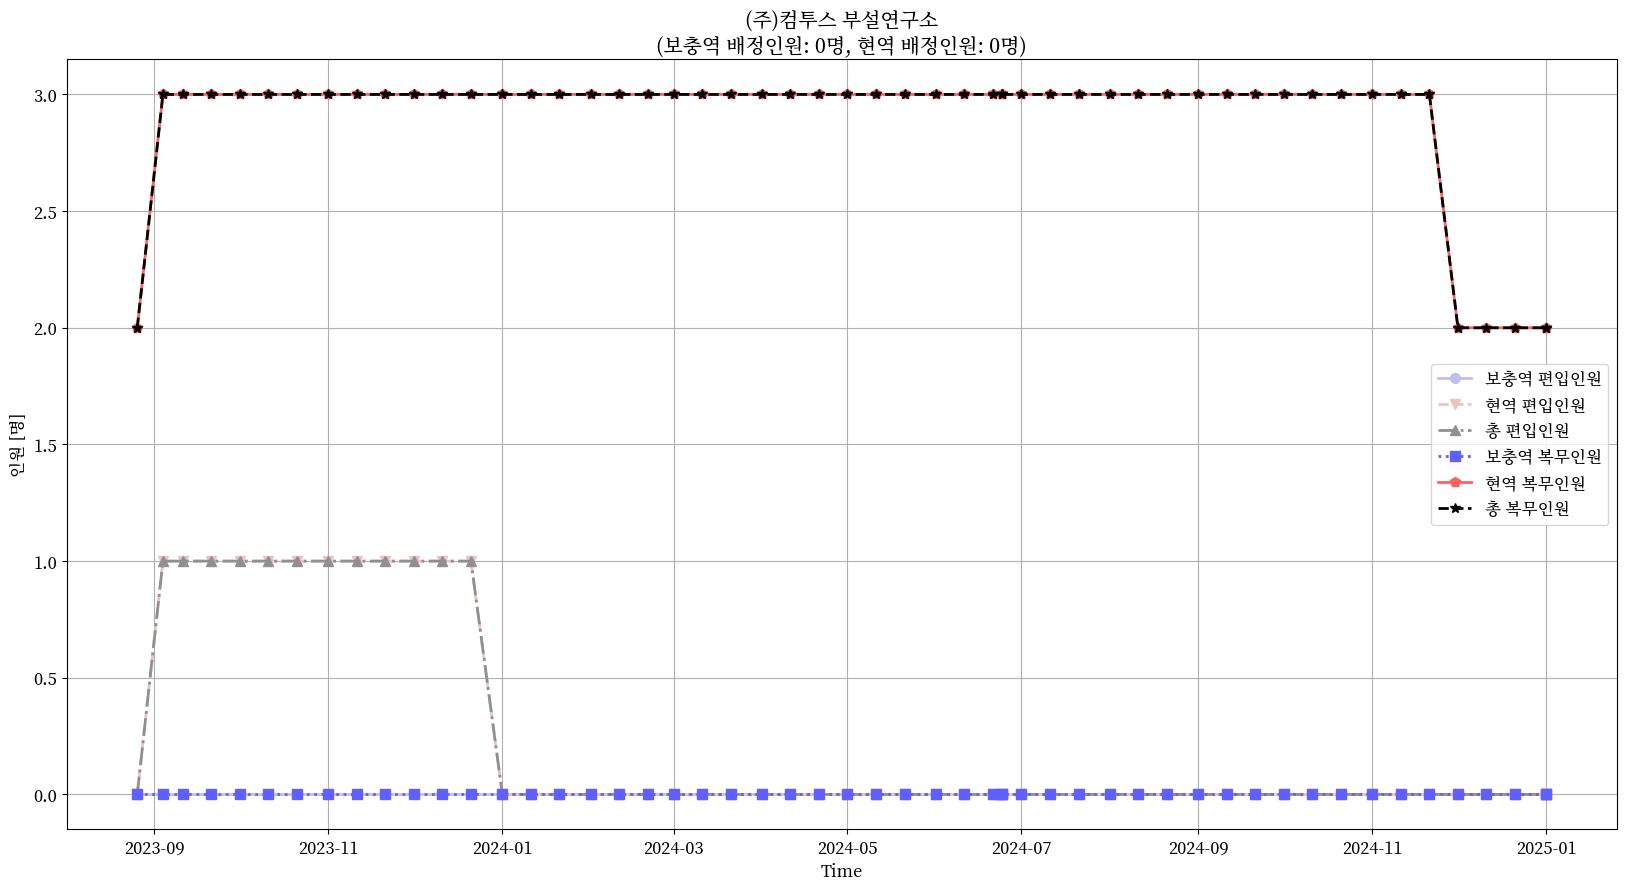 (주)컴투스 부설연구소
(보충역 배정인원: 0명, 현역 배정인원: 0명)
인원 [명]
3.0
2.5
2.0
1.5
1.0
0.5
0.0
보충역 편입인원
현역 편입인원
총 편입인원
보충역 복무인원
현역 복무인원
총 복무인원
2023-09 2023-11 2024-01 2024-03 2024-05 2024-07 2024-09 2024-11 2025-01
Time